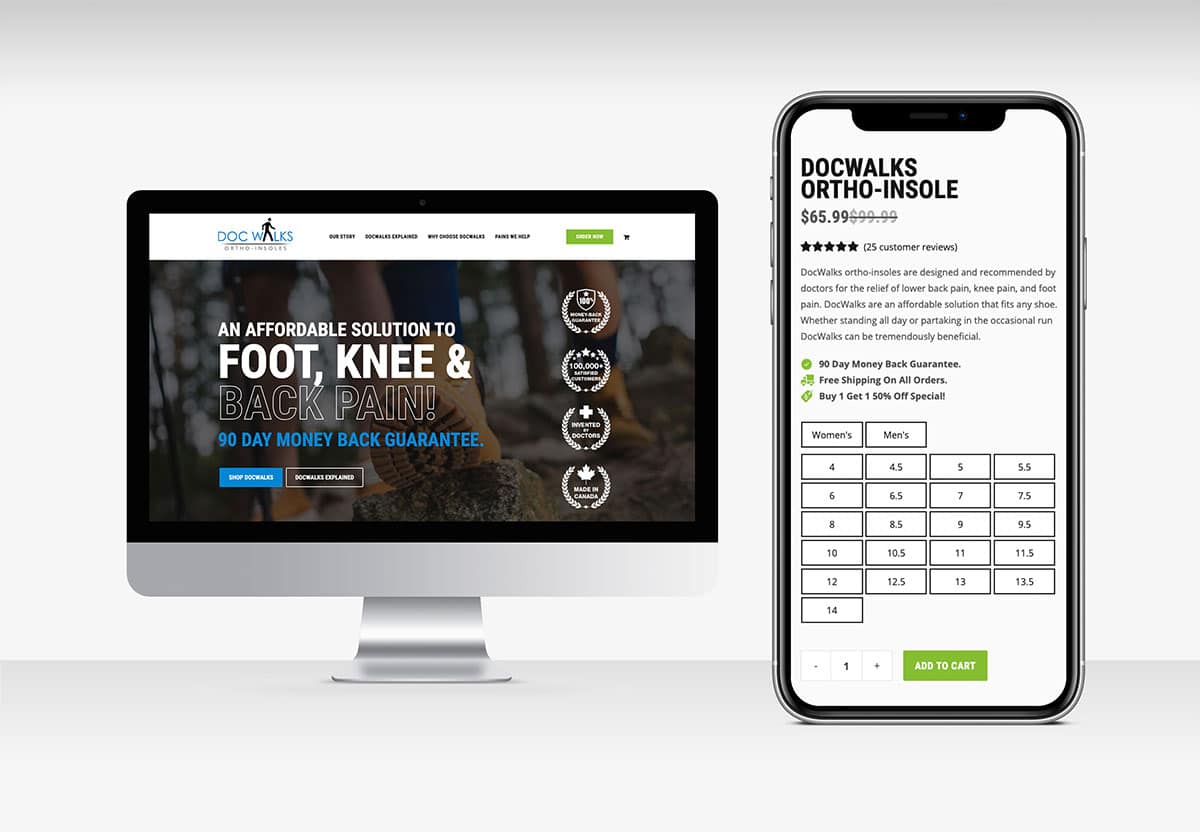 DOC WALKS
ORTHO-INSOLES
OUR STORY DOCWALKS EXPLAINED WHY CHOOSE DOCWALKS PAINS WE HELP ORDER NOW
AN AFFORDABLE SOLUTION TO
FOOT, KNEE &
BACK PAIN!
90 DAY MONEY BACK GUARANTEE.
SHOP DOCWALKS DOCWALKS EXPLAINED
100%
MONEY-BACK
GUARANTEE
100,000+
SATISFIED
CUSTOMERS
INVENTED
BY
DOCTORS
MADE IN
CANADA
DOCWALKS
ORTHO-INSOLE
$65.99$99.99
(25 customer reviews)
DocWalks ortho-insoles are designed and recommended by
doctors for the relief of lower back pain, knee pain, and foot
pain. DocWalks are an affordable solution that fits any shoe.
Whether standing all day or partaking in the occasional run
DocWalks can be tremendously beneficial.
90 Day Money Back Guarantee.
Free Shipping On All Orders.
Buy 1 Get 1 50% Off Special!
Women's Men's
4 4.5 5 5.5
6 6.5 7 7.5
8 8.5 9 9.5
10 10.5 11 11.5
12 12.5 13 13.5
14
- 1 + ADD TO CART